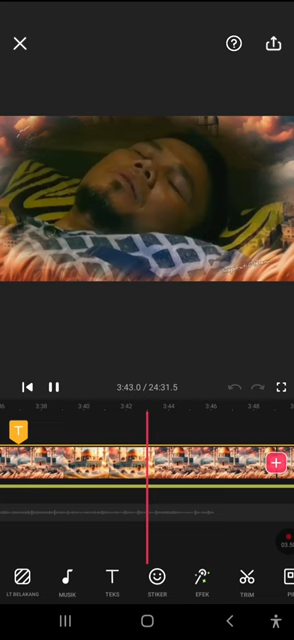 3:43.0 / 24:31.5
3:38 3:40 3:42 3:44 3:46 3:48
T
LT BELAKANG MUSIK TEKS STIKER EFEK TRIM